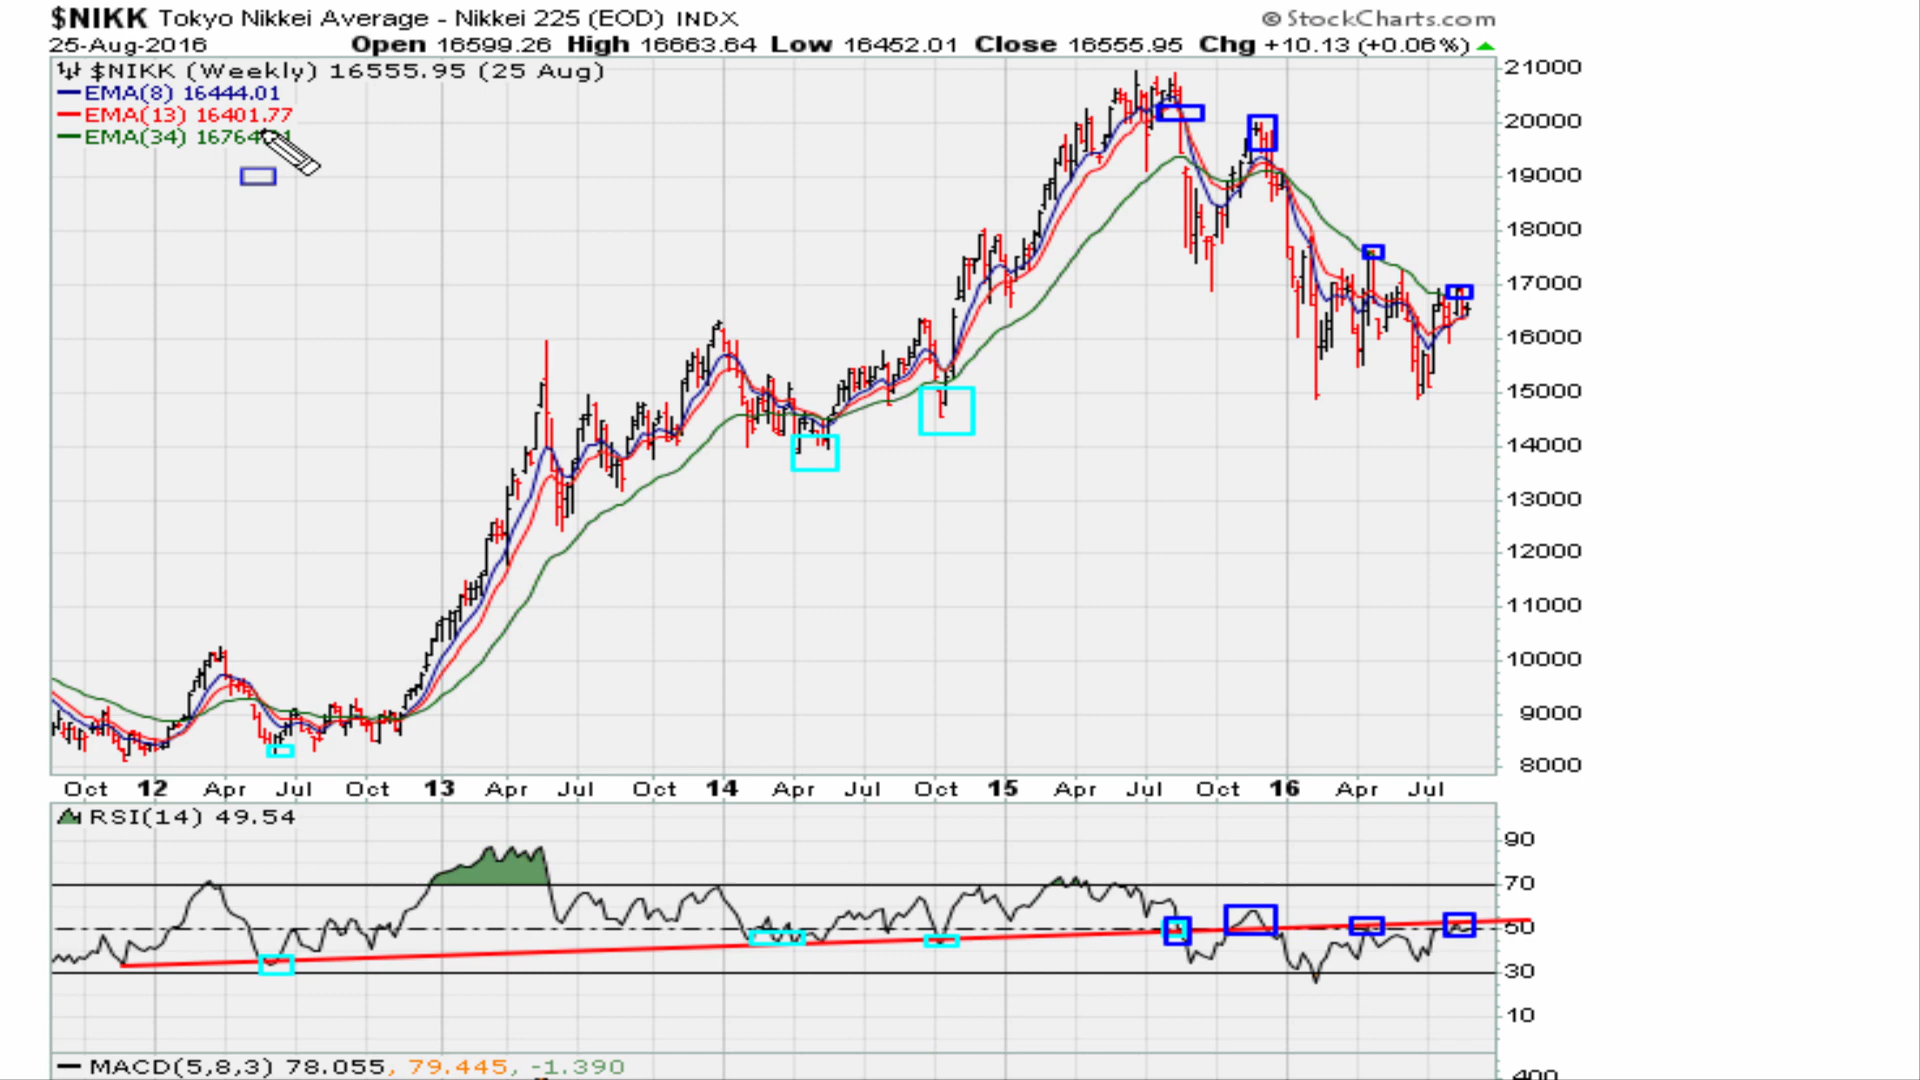 $NIKK Tokyo Nikkei Average - Nikkei 225 (EOD) INDX
© StockCharts.com
25-Aug-2016 Open 16599.26 High 16663.64 Low 16452.01 Close 16555.95 Chg +10.13 (+0.06%)
$NIKK (Weekly) 16555.95 (25 Aug)
EMA(8) 16444.01
EMA(13) 16401.77
EMA(34)
21000
20000
19000
18000
17000
16000
15000
14000
13000
12000
11000
10000
9000
8000
Oct 12 Apr Jul Oct 13 Apr Jul Oct 14 Apr Jul Oct 15 Apr Jul Oct 16 Apr Jul
RSI(14) 49.54
90
70
50
30
10
MACD(5,8,3) 78.055, 79.445, -1.390